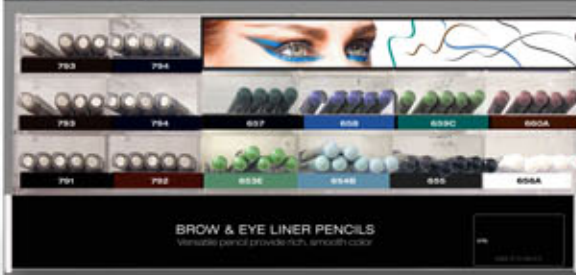 793 794
793 794 657 658 659C 660A
791 792 653E 654B 655 656A
BROW & EYE LINER PENCILS
Versatile pencil provide rich, smooth color